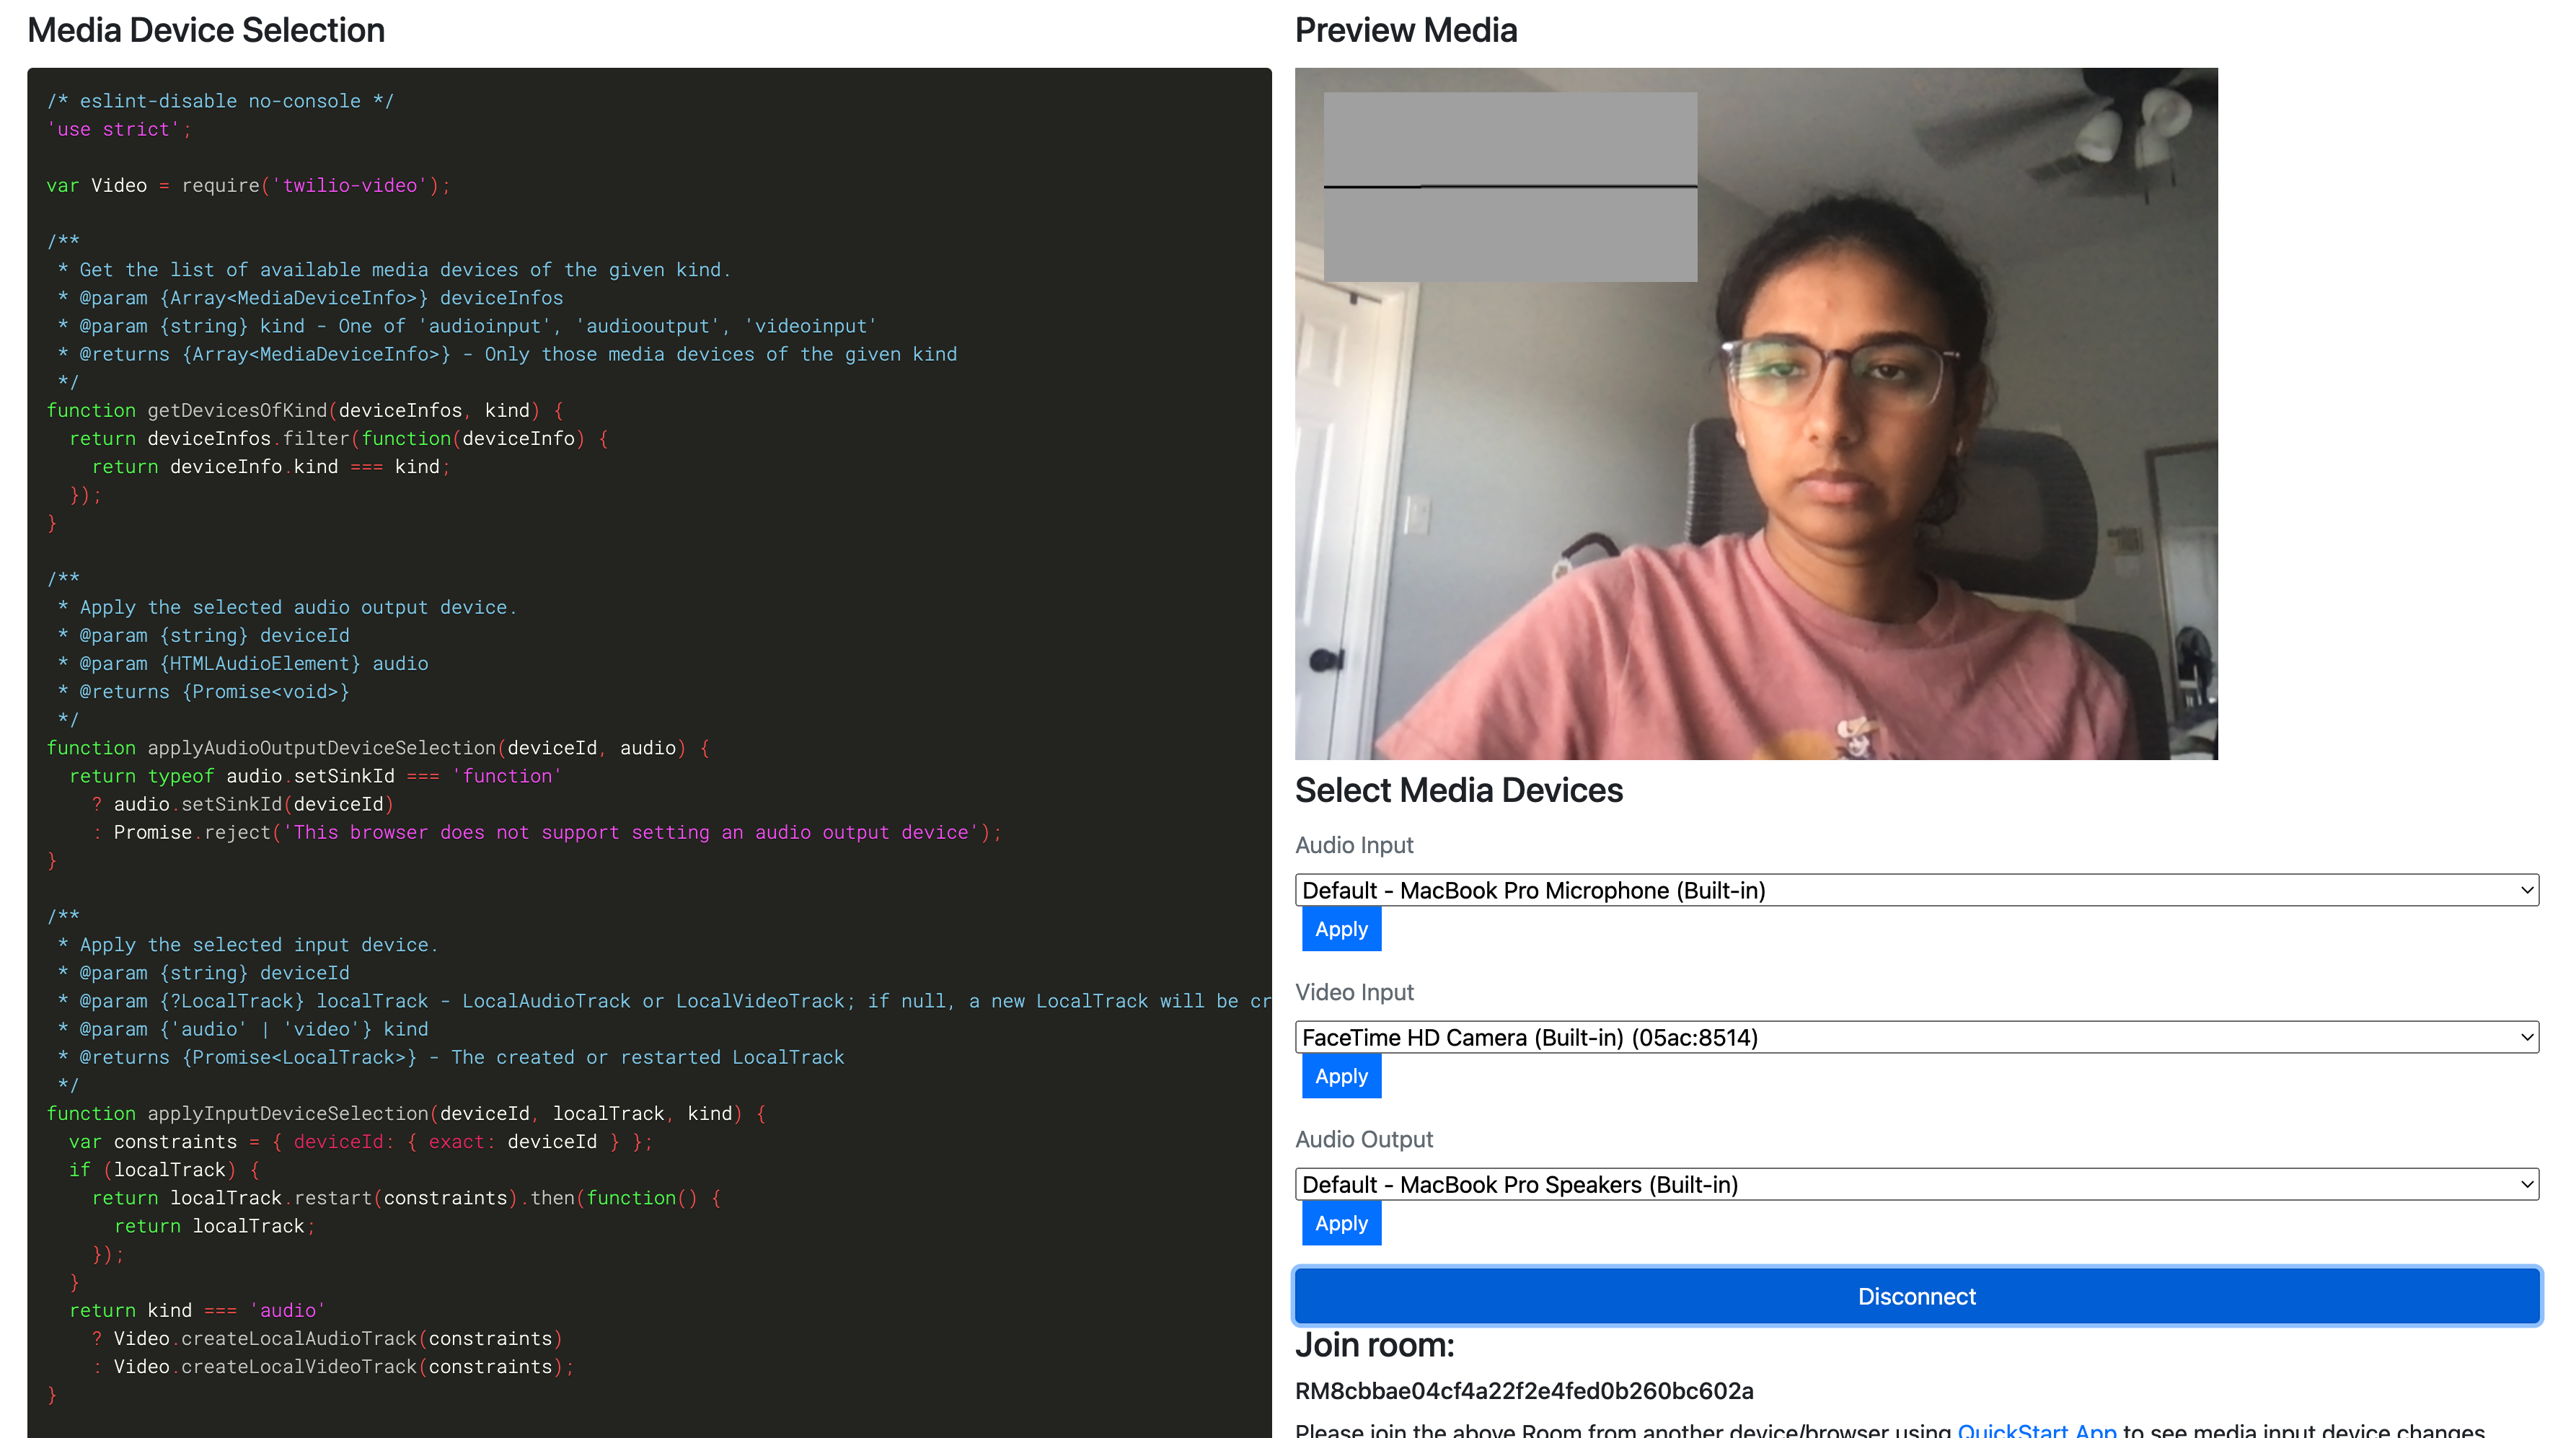 Media Device Selection
/* eslint-disable no-console */
'use strict';
var Video = require('twilio-video');
/**
 * Get the list of available media devices of the given kind.
 * @param {Array<MediaDeviceInfo>} deviceInfos
 * @param {string} kind - One of 'audioinput', 'audiooutput', 'videoinput'
 * @returns {Array<MediaDeviceInfo>} - Only those media devices of the given kind
 */
function getDevicesOfKind(deviceInfos, kind) {
  return deviceInfos.filter(function(deviceInfo) {
    return deviceInfo.kind === kind;
  });
}
/**
 * Apply the selected audio output device.
 * @param {string} deviceId
 * @param {HTMLAudioElement} audio
 * @returns {Promise<void>}
 */
function applyAudioOutputDeviceSelection(deviceId, audio) {
  return typeof audio.setSinkId === 'function'
    ? audio.setSinkId(deviceId)
    : Promise.reject('This browser does not support setting an audio output device');
}
/**
 * Apply the selected input device.
 * @param {string} deviceId
 * @param {?LocalTrack} localTrack - LocalAudioTrack or LocalVideoTrack; if null, a new LocalTrack will be cr
 * @param {'audio' | 'video'} kind
 * @returns {Promise<LocalTrack>} - The created or restarted LocalTrack
 */
function applyInputDeviceSelection(deviceId, localTrack, kind) {
  var constraints = { deviceId: { exact: deviceId } };
  if (localTrack) {
    return localTrack.restart(constraints).then(function() {
      return localTrack;
    });
  }
  return kind === 'audio'
    ? Video.createLocalAudioTrack(constraints)
    : Video.createLocalVideoTrack(constraints);
}
Preview Media
Select Media Devices
Audio Input
Default - MacBook Pro Microphone (Built-in)
Apply
Video Input
FaceTime HD Camera (Built-in) (05ac:8514)
Apply
Audio Output
Default - MacBook Pro Speakers (Built-in)
Apply
Disconnect
Join room:
RM8cbbae04cf4a22f2e4fed0b260bc602a
Please join the above Room from another device/browser using QuickStart App to see media input device changes